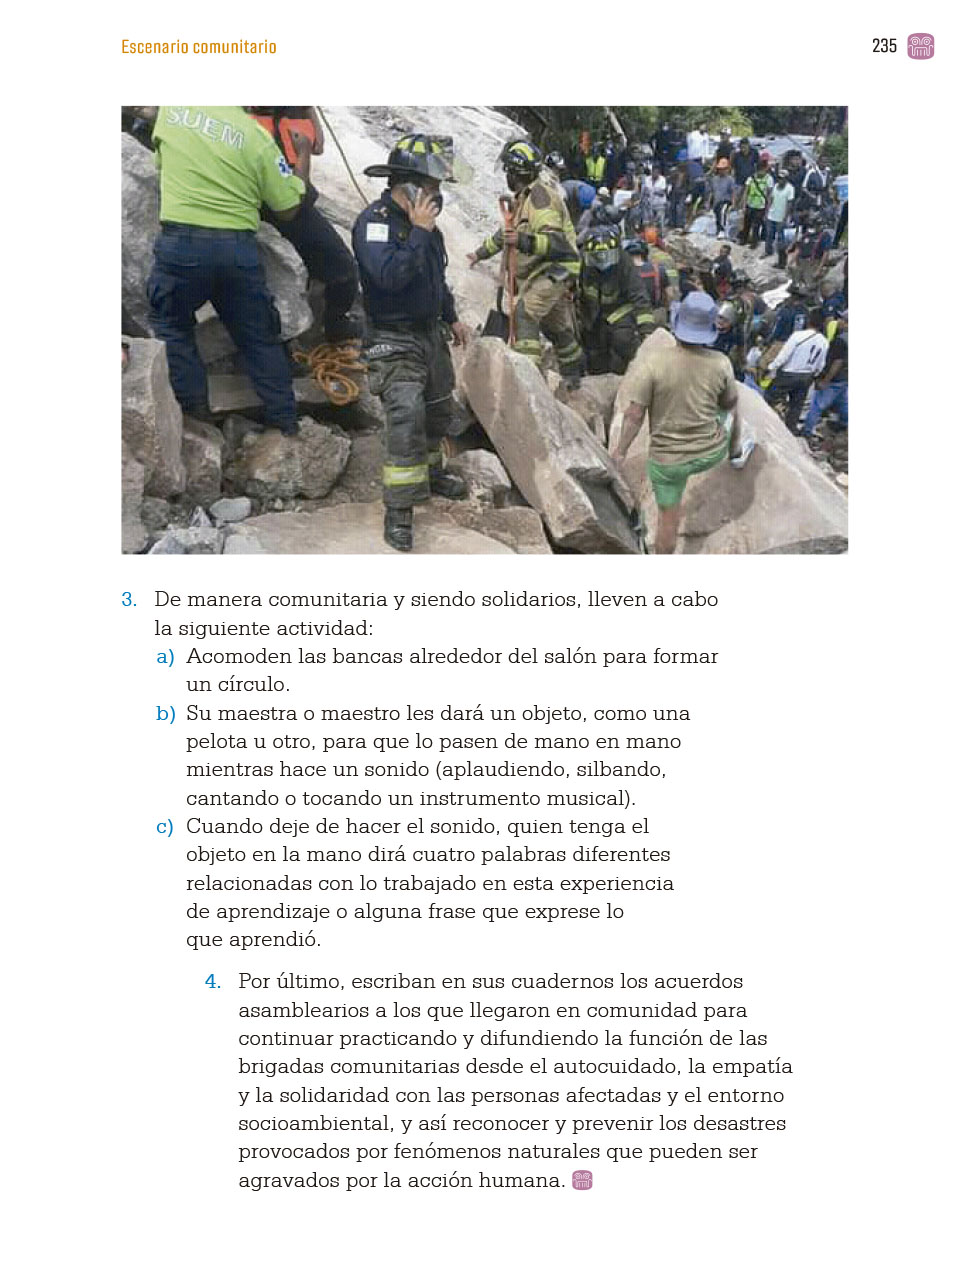 Escenario comunitario
235
SUEM
3. De manera comunitaria y siendo solidarios, lleven a cabo
la siguiente actividad:
a) Acomoden las bancas alrededor del salón para formar
un círculo.
b) Su maestra o maestro les dará un objeto, como una
pelota u otro, para que lo pasen de mano en mano
mientras hace un sonido (aplaudiendo, silbando,
cantando o tocando un instrumento musical).
c) Cuando deje de hacer el sonido, quien tenga el
objeto en la mano dirá cuatro palabras diferentes
relacionadas con lo trabajado en esta experiencia
de aprendizaje o alguna frase que exprese lo
que aprendió.
4. Por último, escriban en sus cuadernos los acuerdos
asamblearios a los que llegaron en comunidad para
continuar practicando y difundiendo la función de las
brigadas comunitarias desde el autocuidado, la empatía
y la solidaridad con las personas afectadas y el entorno
socioambiental, y así reconocer y prevenir los desastres
provocados por fenómenos naturales que pueden ser
agravados por la acción humana.